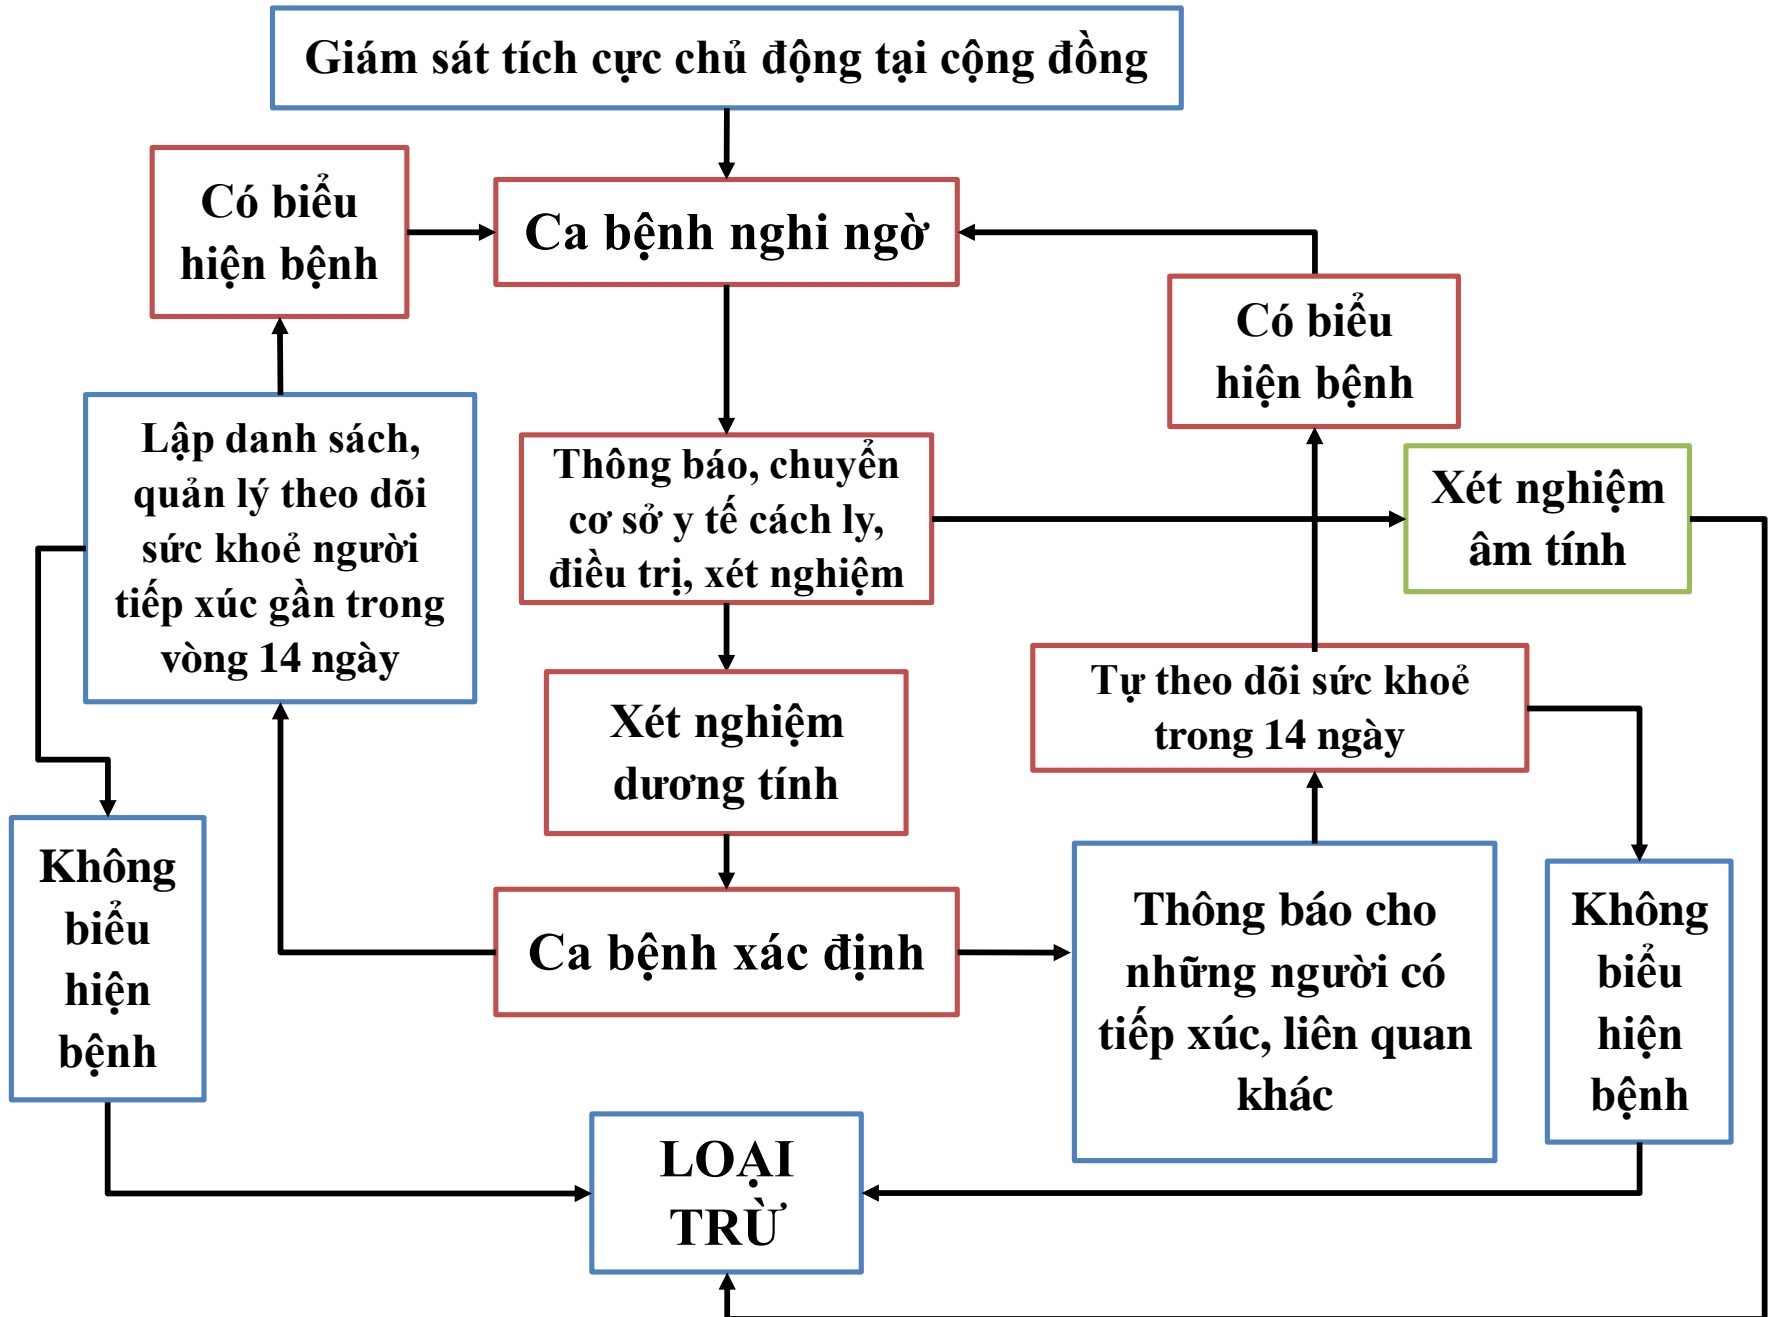 Giám sát tích cực chủ động tại cộng đồng
Có biểu
hiện bệnh
Ca bệnh nghi ngờ
Có biểu
hiện bệnh
Lập danh sách,
quản lý theo dõi
sức khoẻ người
tiếp xúc gần trong
vòng 14 ngày
Thông báo, chuyển
cơ sở y tế cách ly,
điều trị, xét nghiệm
Xét nghiệm
âm tính
Xét nghiệm
dương tính
Tự theo dõi sức khoẻ
trong 14 ngày
Không
biểu
hiện
bệnh
Ca bệnh xác định
Thông báo cho
những người có
tiếp xúc, liên quan
khác
Không
biểu
hiện
bệnh
LOẠI
TRỪ